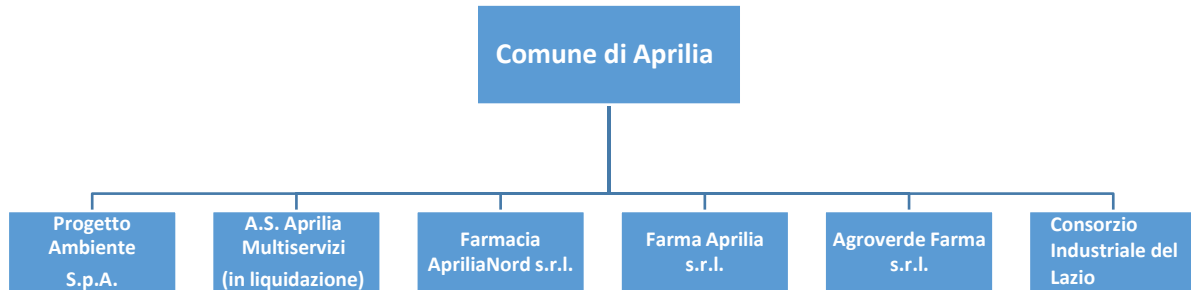 Comune di Aprilia
Progetto
Ambiente
S.p.A.
A.S. Aprilia
Multiservizi
(in liquidazione)
Farmacia
ApriliaNord s.r.l.
Farma Aprilia
s.r.l.
Agroverde Farma
s.r.l.
Consorzio
Industriale del
Lazio